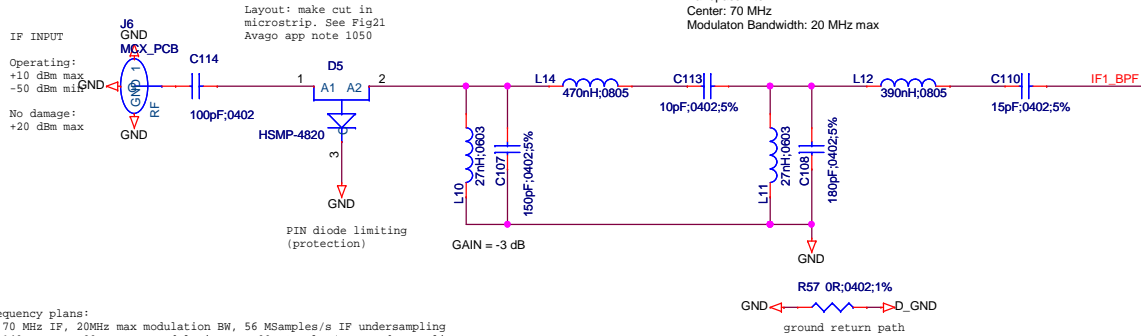 Layout: make cut in
microstrip. See Fig21
Avago app note 1050
Center: 70 MHz
Modulaton Bandwidth: 20 MHz max
J6
GND
MCX_PCB
IF INPUT
Operating:
+10 dBm max
-50 dBm min
No damage:
+20 dBm max
GND
GND 1
RF
GND
C114
100pF;0402
1
D5
2
A1 A2
HSMP-4820
3
GND
PIN diode limiting
(protection)
L14
470nH;0805
C113
10pF;0402;5%
L12
390nH;0805
C110
15pF;0402;5%
IF1_BPF
L10
27nH;0603
C107
150pF;0402;5%
L11
27nH;0603
C108
180pF;0402;5%
GAIN = -3 dB
GND
R57 0R;0402;1%
GND
D_GND
ground return path
equency plans:
70 MHz IF, 20MHz max modulation BW, 56 MSamples/s IF undersampling